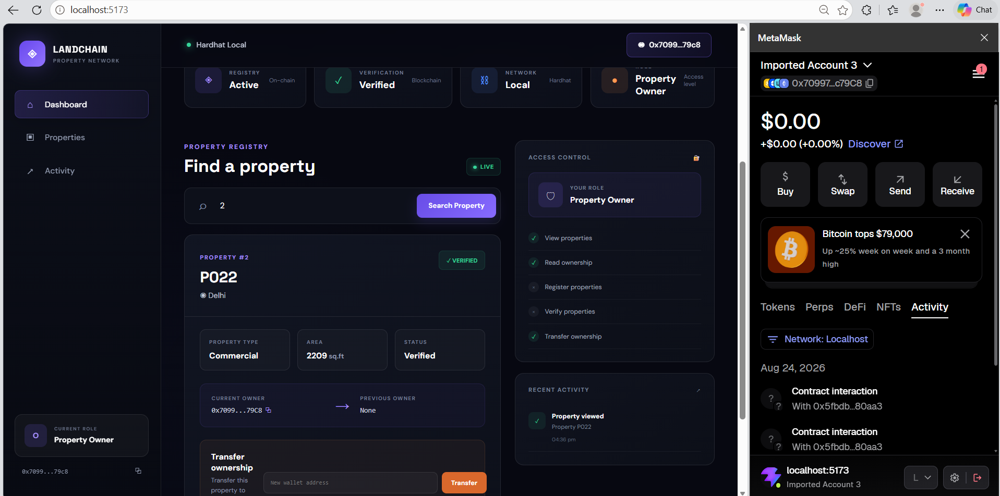 localhost:5173
Chat
LANDCHAIN
PROPERTY NETWORK
Dashboard
Properties
Activity
CURRENT ROLE
O
Property Owner
0x7099...79c8
Hardhat Local
0x7099...79c8
REGISTRY
Active
On-chain
VERIFICATION
Verified
Blockchain
NETWORK
Local
Hardhat
Property
Owner
Access
level
PROPERTY REGISTRY
Find a property
LIVE
2
Search Property
PROPERTY #2
✓ VERIFIED
P022
Delhi
PROPERTY TYPE
Commercial
AREA
2209 sq.ft
STATUS
Verified
CURRENT OWNER
0x7099...79C8
→
PREVIOUS OWNER
None
Transfer
ownership
Transfer this
property to
New wallet address
Transfer
ACCESS CONTROL
YOUR ROLE
Property Owner
View properties
Read ownership
Register properties
Verify properties
Transfer ownership
RECENT ACTIVITY
Property viewed
Property P022
04:36 pm
MetaMask
Imported Account 3
1
0x70997...c79C8
$0.00
+$0.00 (+0.00%) Discover
$
Buy
Swap
Send
Receive
Bitcoin tops $79,000
Up ~25% week on week and a 3 month
high
Tokens
Perps
DeFi
NFTs
Activity
Network: Localhost
Aug 24, 2026
? ?
Contract interaction
With 0x5fbdb...80aa3
? ?
Contract interaction
With 0x5fbdb...80aa3
localhost:5173
Imported Account 3
L